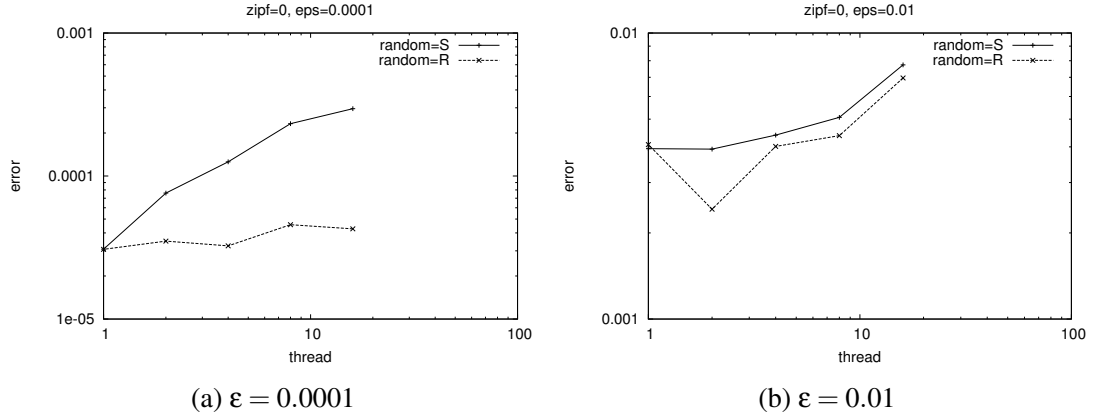 zipf=0, eps=0.0001
0.001
random=S
random=R
error
0.0001
1e-05
1
10
100
thread
(a) ε = 0.0001
zipf=0, eps=0.01
0.01
random=S
random=R
error
0.001
1
10
100
thread
(b) ε = 0.01